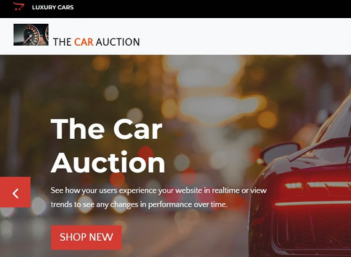 LUXURY CARS
THE CAR AUCTION
The Car
Auction
See how your users experience your website in realtime or view
trends to see any changes in performance over time.
SHOP NEW